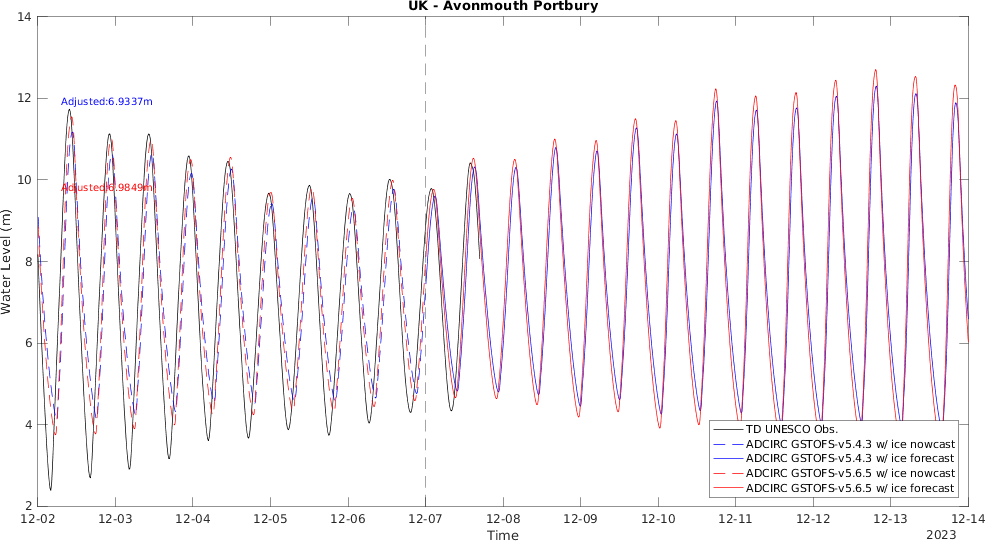 UK - Avonmouth Portbury
14
12
10
8
6
4
2
Water Level (m)
Adjusted:6.9337m
Adjusted:6.9849m
TD UNESCO Obs.
ADCIRC GSTOFS-v5.4.3 w/ ice nowcast
ADCIRC GSTOFS-v5.4.3 w/ ice forecast
ADCIRC GSTOFS-v5.6.5 w/ ice nowcast
ADCIRC GSTOFS-v5.6.5 w/ ice forecast
12-02 12-03 12-04 12-05 12-06 12-07 12-08 12-09 12-10 12-11 12-12 12-13 12-14
Time
2023